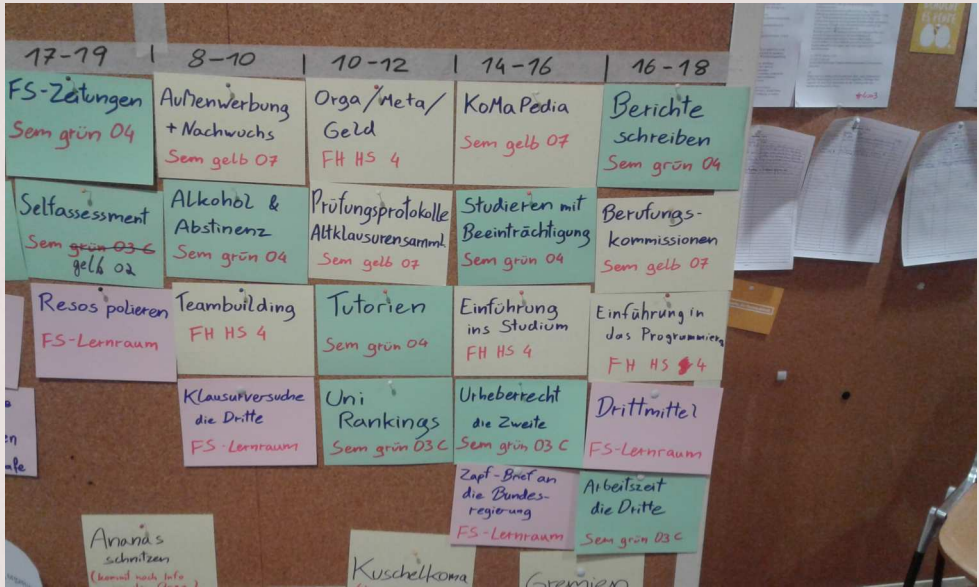 17-19 | 8-10 | 10-12 | 14-16 | 16-18
FS-Zeitungen
Sem grün 04
Außenwerbung
+ Nachwuchs
Sem gelb 07
Orga/Meta/
Geld
FH HS 4
KoMaPedia
Sem gelb 07
Berichte
schreiben
Sem grün 04
Selfassessment
Sem grün 03 C
gelb 02
Alkohol &
Abstinenz
Sem grün 04
Prüfungsprotokolle
Altklausurensamml.
Sem gelb 07
Studieren mit
Beeinträchtigung
Sem grün 04
Berufungs-
kommissionen
Sem gelb 07
Resos polieren
FS-Lernraum
Teambuilding
FH HS 4
Tutorien
Sem grün 04
Einführung
ins Studium
FH HS 4
Einführung in
das Programmieren
FH HS 4
Klausurversuche
die Dritte
FS-Lernraum
Uni
Rankings
Sem grün 03 C
Urheberrecht
die Zweite
Sem grün 03 C
Drittmittel
FS-Lernraum
Zapf-Brief an
die Bundes-
regierung
FS-Lernraum
Arbeitszeit
die Dritte
Sem grün 03 C
Ananas
schnitzen
(kommt nach Info
Kuschelkoma
Gremien